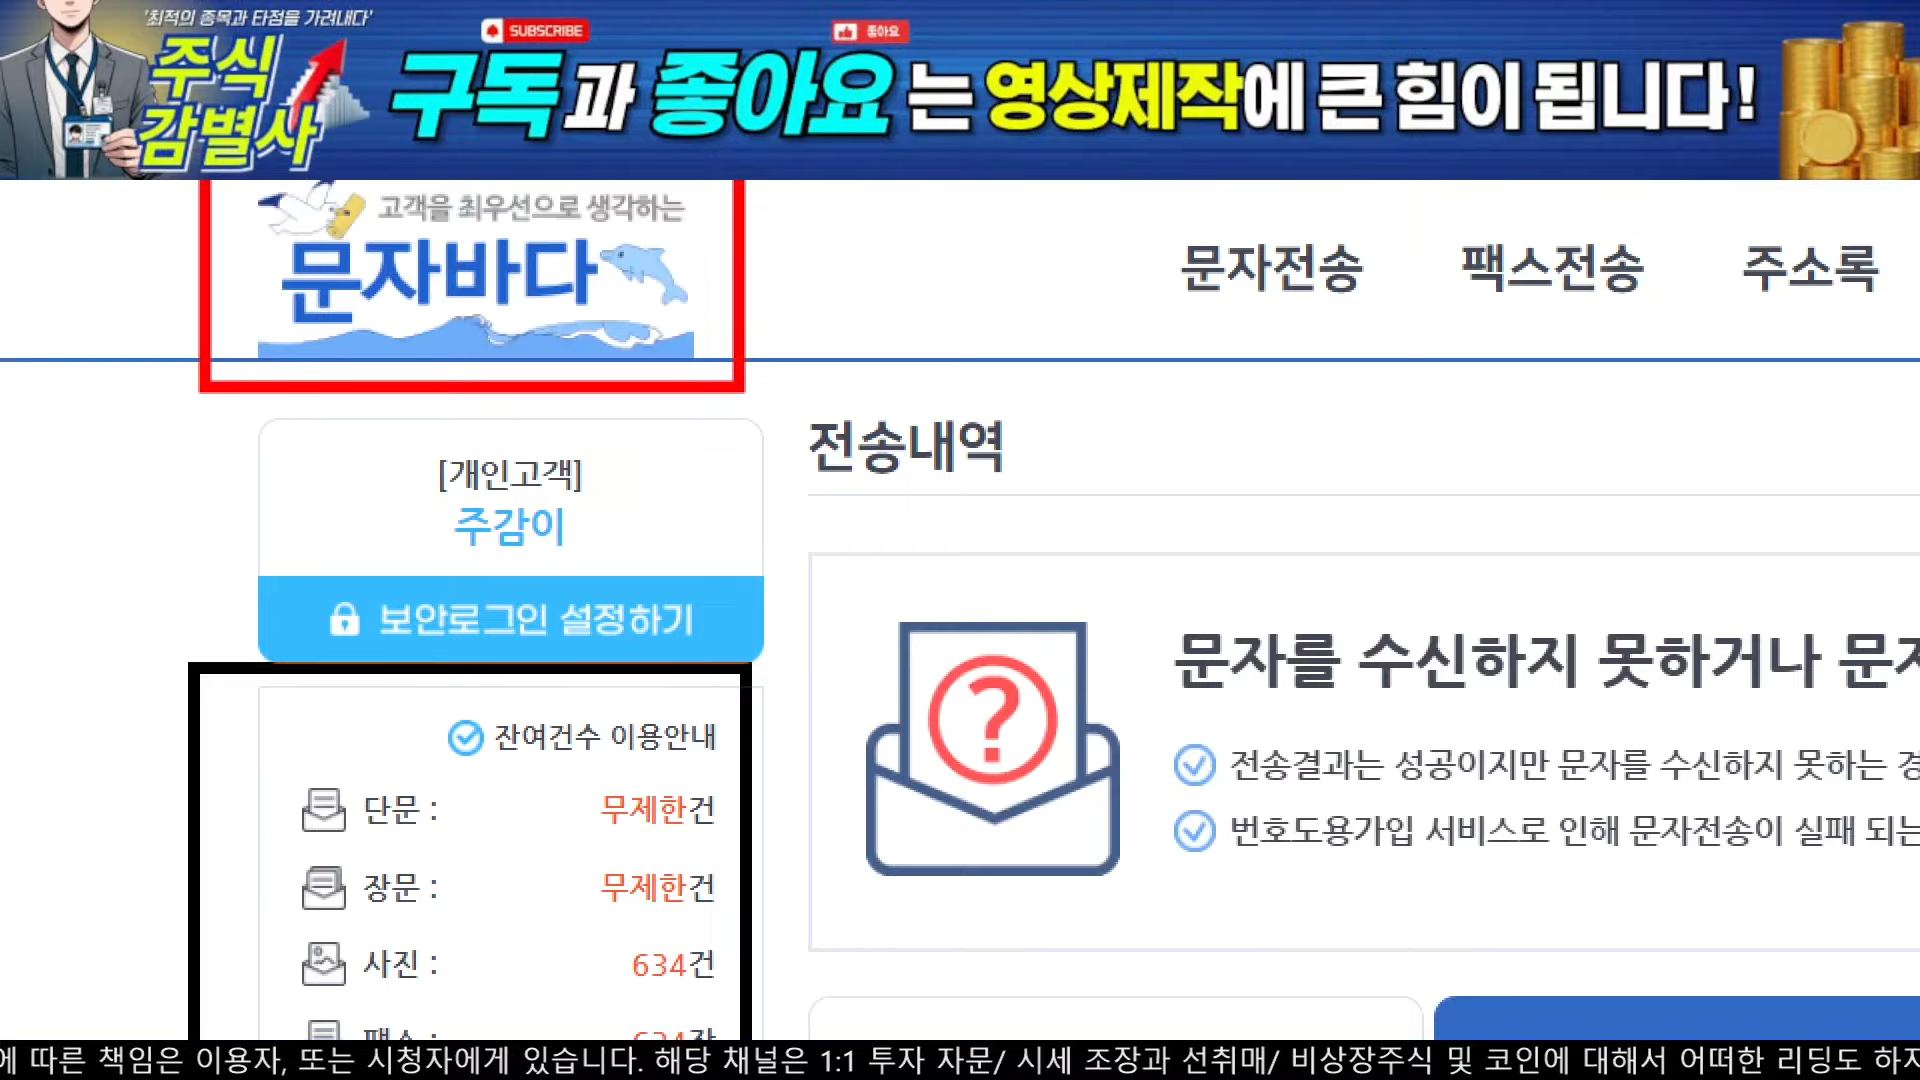 '최적의 종목과 타점을 가려내다'
주식
감별사
SUBSCRIBE
좋아요
구독과 좋아요는 영상제작에 큰 힘이 됩니다!
고객을 최우선으로 생각하는
문자바다
문자전송
팩스전송
주소록
[개인고객]
주감이
보안로그인 설정하기
잔여건수 이용안내
단문 : 무제한건
장문 : 무제한건
사진 : 634건
팩스 : 634장
전송내역
문자를 수신하지 못하거나 문자
전송결과는 성공이지만 문자를 수신하지 못하는 경
번호도용가입 서비스로 인해 문자전송이 실패 되는
에 따른 책임은 이용자, 또는 시청자에게 있습니다. 해당 채널은 1:1 투자 자문/ 시세 조장과 선취매/ 비상장주식 및 코인에 대해서 어떠한 리딩도 하지